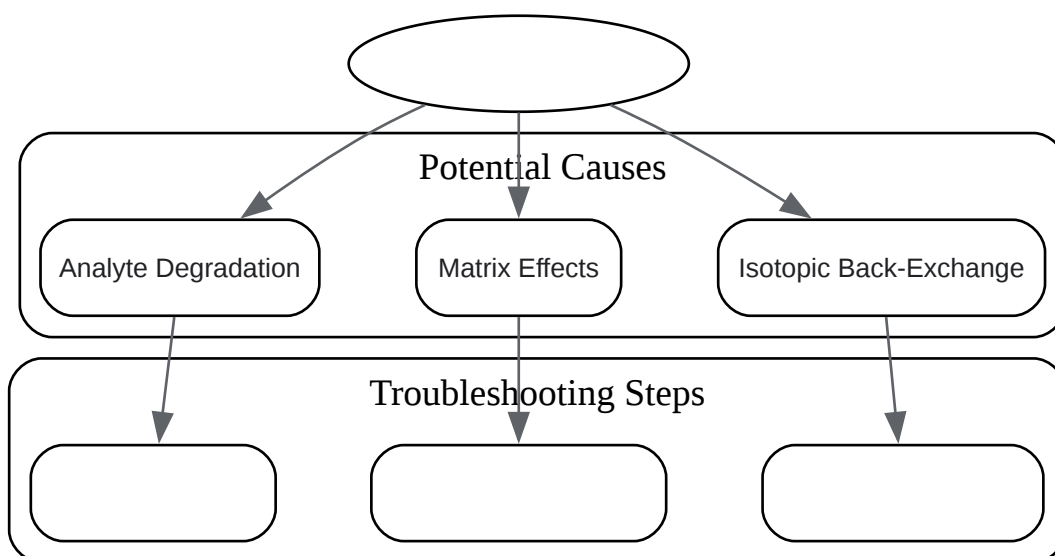 Potential Causes
Analyte Degradation
Matrix Effects
Isotopic Back-Exchange
Troubleshooting Steps